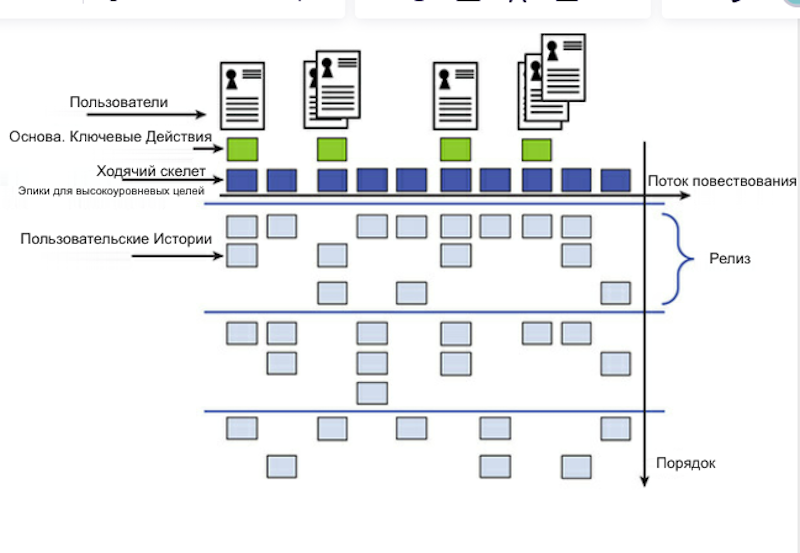 Пользователи
Основа. Ключевые Действия
Ходячий скелет
Эпики для высокоуровневых целей
Поток повествования
Пользовательские Истории
Релиз
Порядок